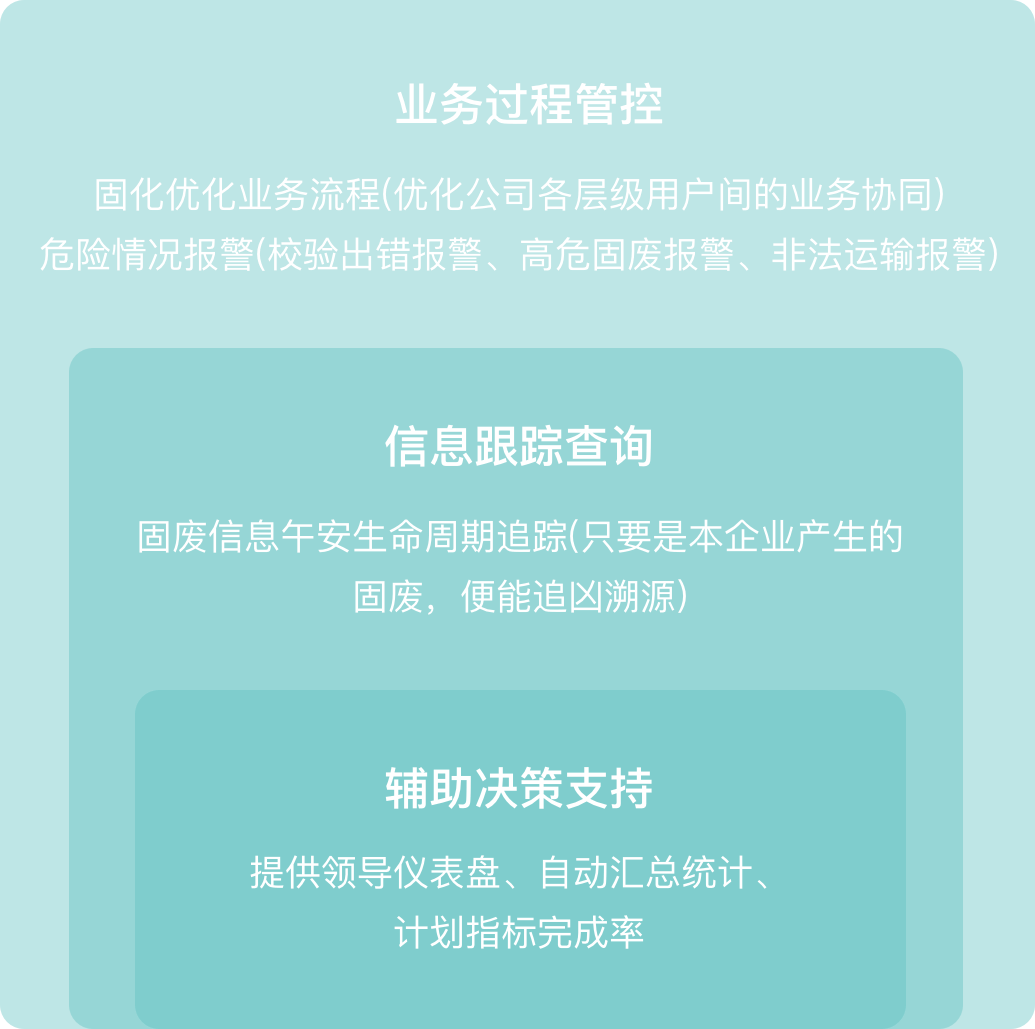 业务过程管控
固化优化业务流程(优化公司各层级用户间的业务协同)
危险情况报警(校验出错报警、高危固废报警、非法运输报警)
信息跟踪查询
固废信息午安生命周期追踪(只要是本企业产生的
固废，便能追凶溯源)
辅助决策支持
提供领导仪表盘、自动汇总统计、
计划指标完成率